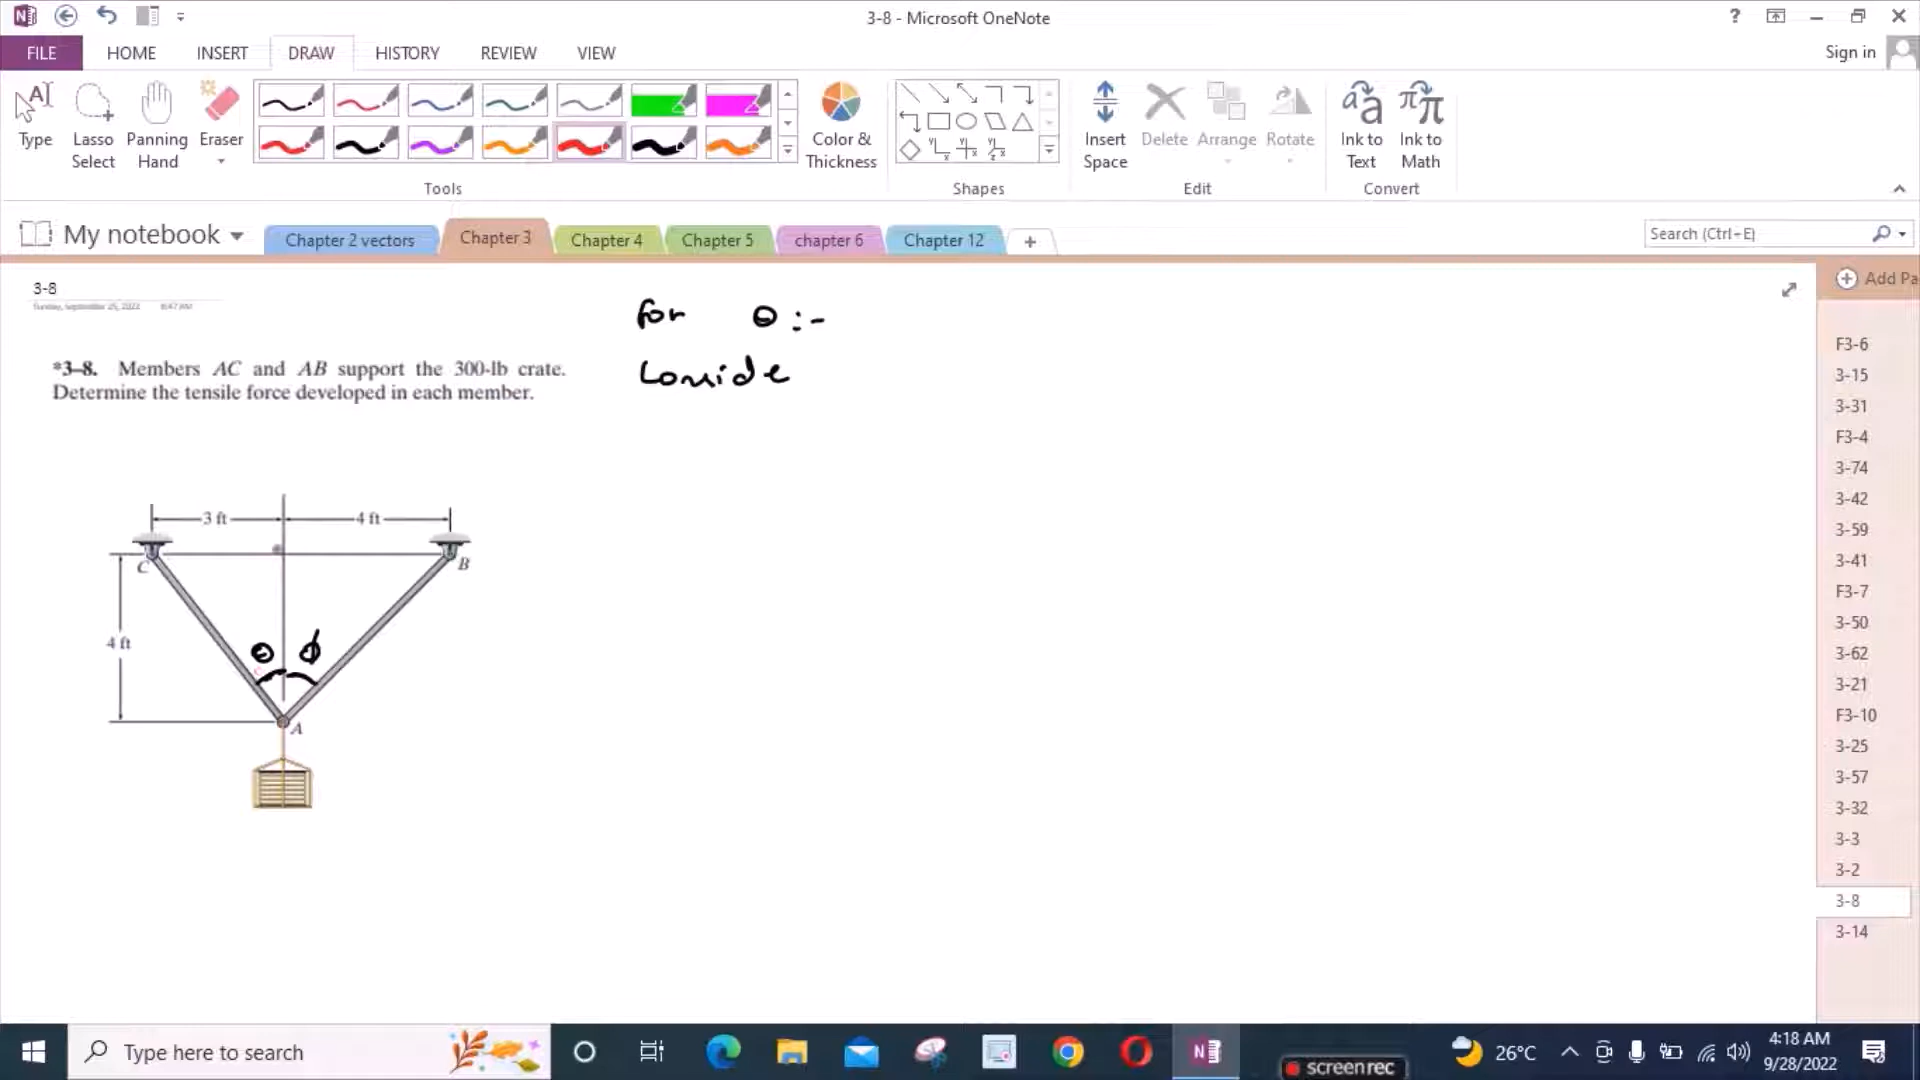 3-8 - Microsoft OneNote
?
FILE
HOME
INSERT
DRAW
HISTORY
REVIEW
VIEW
Sign in
Type
Lasso
Select
Panning
Hand
Eraser
Color &
Thickness
Insert
Space
Delete
Arrange
Rotate
Ink to
Text
Ink to
Math
Tools
Shapes
Edit
Convert
My notebook
Chapter 2 vectors
Chapter 3
Chapter 4
Chapter 5
chapter 6
Chapter 12
+
Search (Ctrl+E)
3-8
Sunday, September 25, 2022 8:47 AM
Add Pa
for θ :-
*3–8. Members AC and AB support the 300-lb crate.
Determine the tensile force developed in each member.
3 ft
4 ft
C
B
4 ft
θ
ϕ
A
F3-6
3-15
3-31
F3-4
3-74
3-42
3-59
3-41
F3-7
3-50
3-62
3-21
F3-10
3-25
3-57
3-32
3-3
3-2
3-8
3-14
Type here to search
screenrec
26°C
4:18 AM
9/28/2022